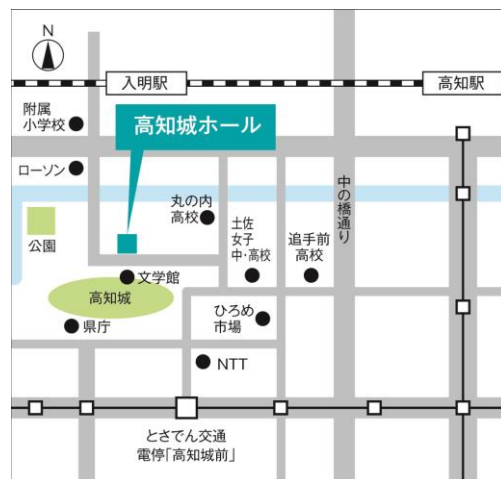 N
入明駅
高知駅
附属
小学校
高知城ホール
ローソン
丸の内
高校
土佐
女子
中・高校
追手前
高校
中の橋通り
公園
文学館
高知城
県庁
ひろめ
市場
NTT
とさでん交通
電停「高知城前」